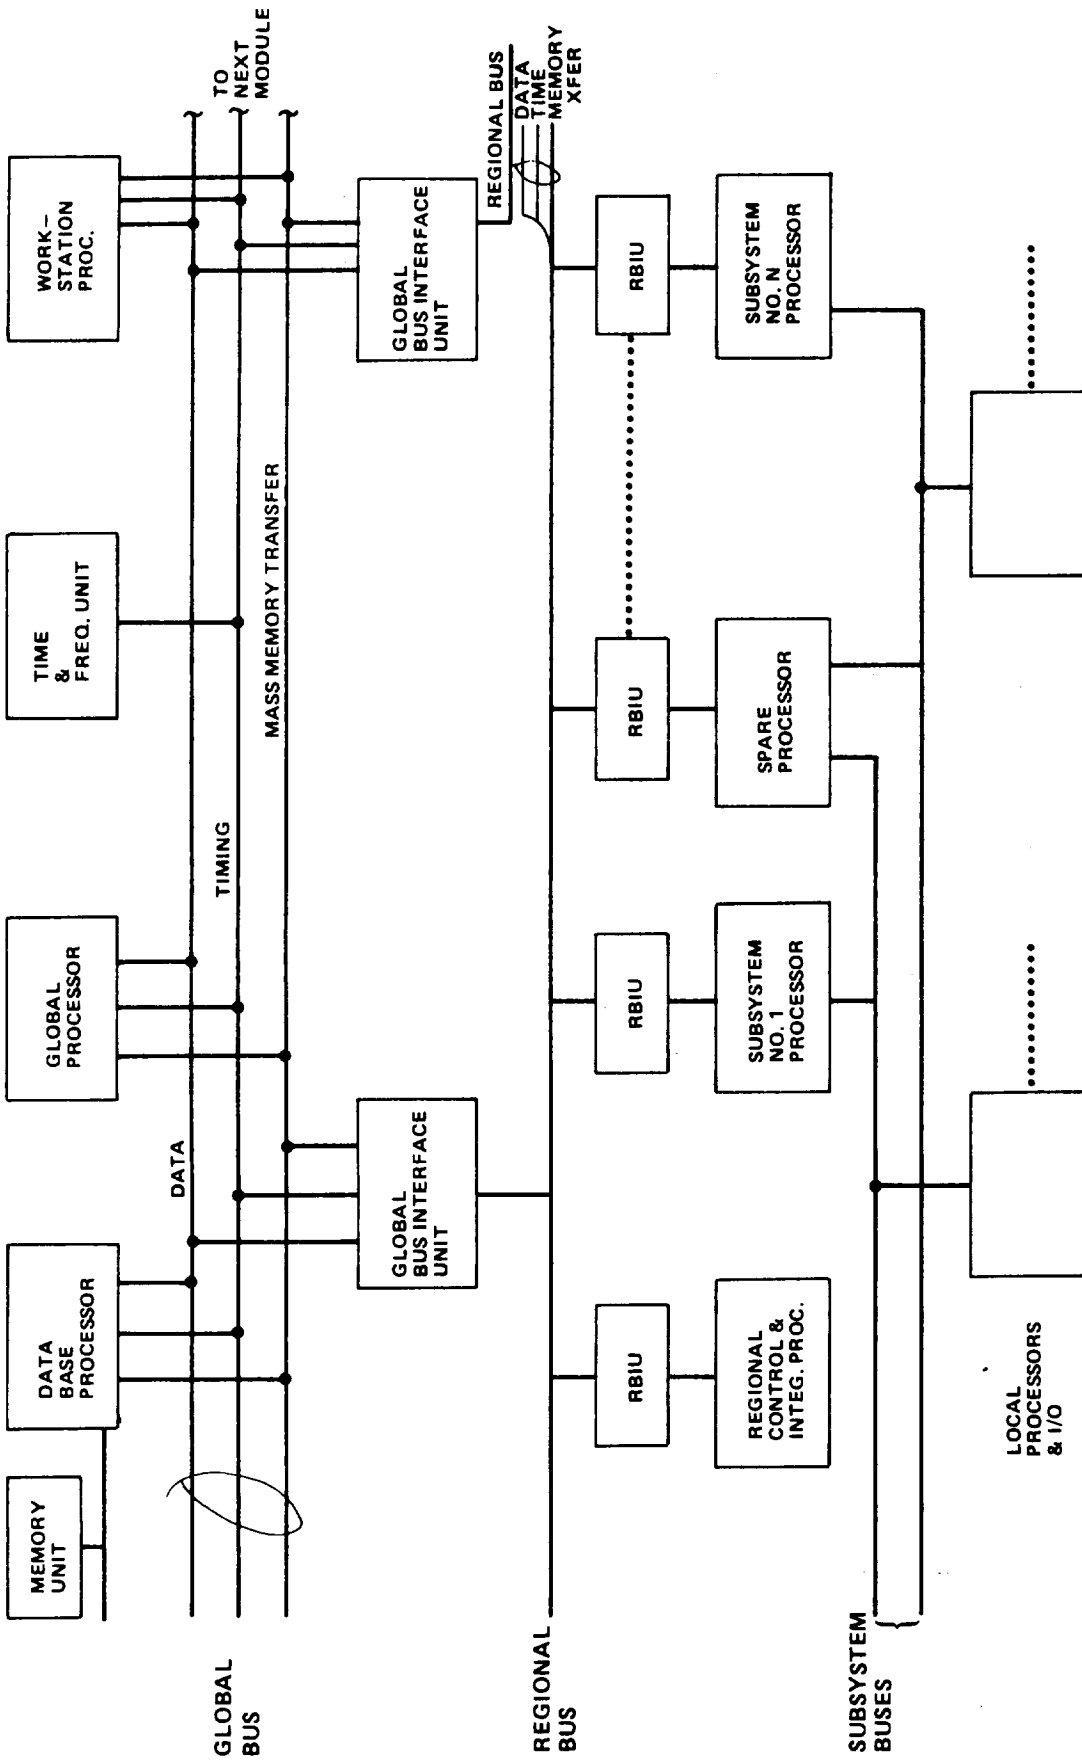 MEMORY
UNIT
DATA
BASE
PROCESSOR
GLOBAL
PROCESSOR
TIME
&
FREQ. UNIT
WORK-
STATION
PROC.
GLOBAL
BUS
DATA
TIMING
MASS MEMORY TRANSFER
TO
NEXT
MODULE
GLOBAL
BUS INTERFACE
UNIT
GLOBAL
BUS INTERFACE
UNIT
REGIONAL BUS
DATA
TIME
MEMORY
XFER
REGIONAL
BUS
RBIU
RBIU
RBIU
RBIU
REGIONAL
CONTROL &
INTEG. PROC.
SUBSYSTEM
NO. 1
PROCESSOR
SPARE
PROCESSOR
SUBSYSTEM
NO. N
PROCESSOR
SUBSYSTEM
BUSES
LOCAL
PROCESSORS
& I/O